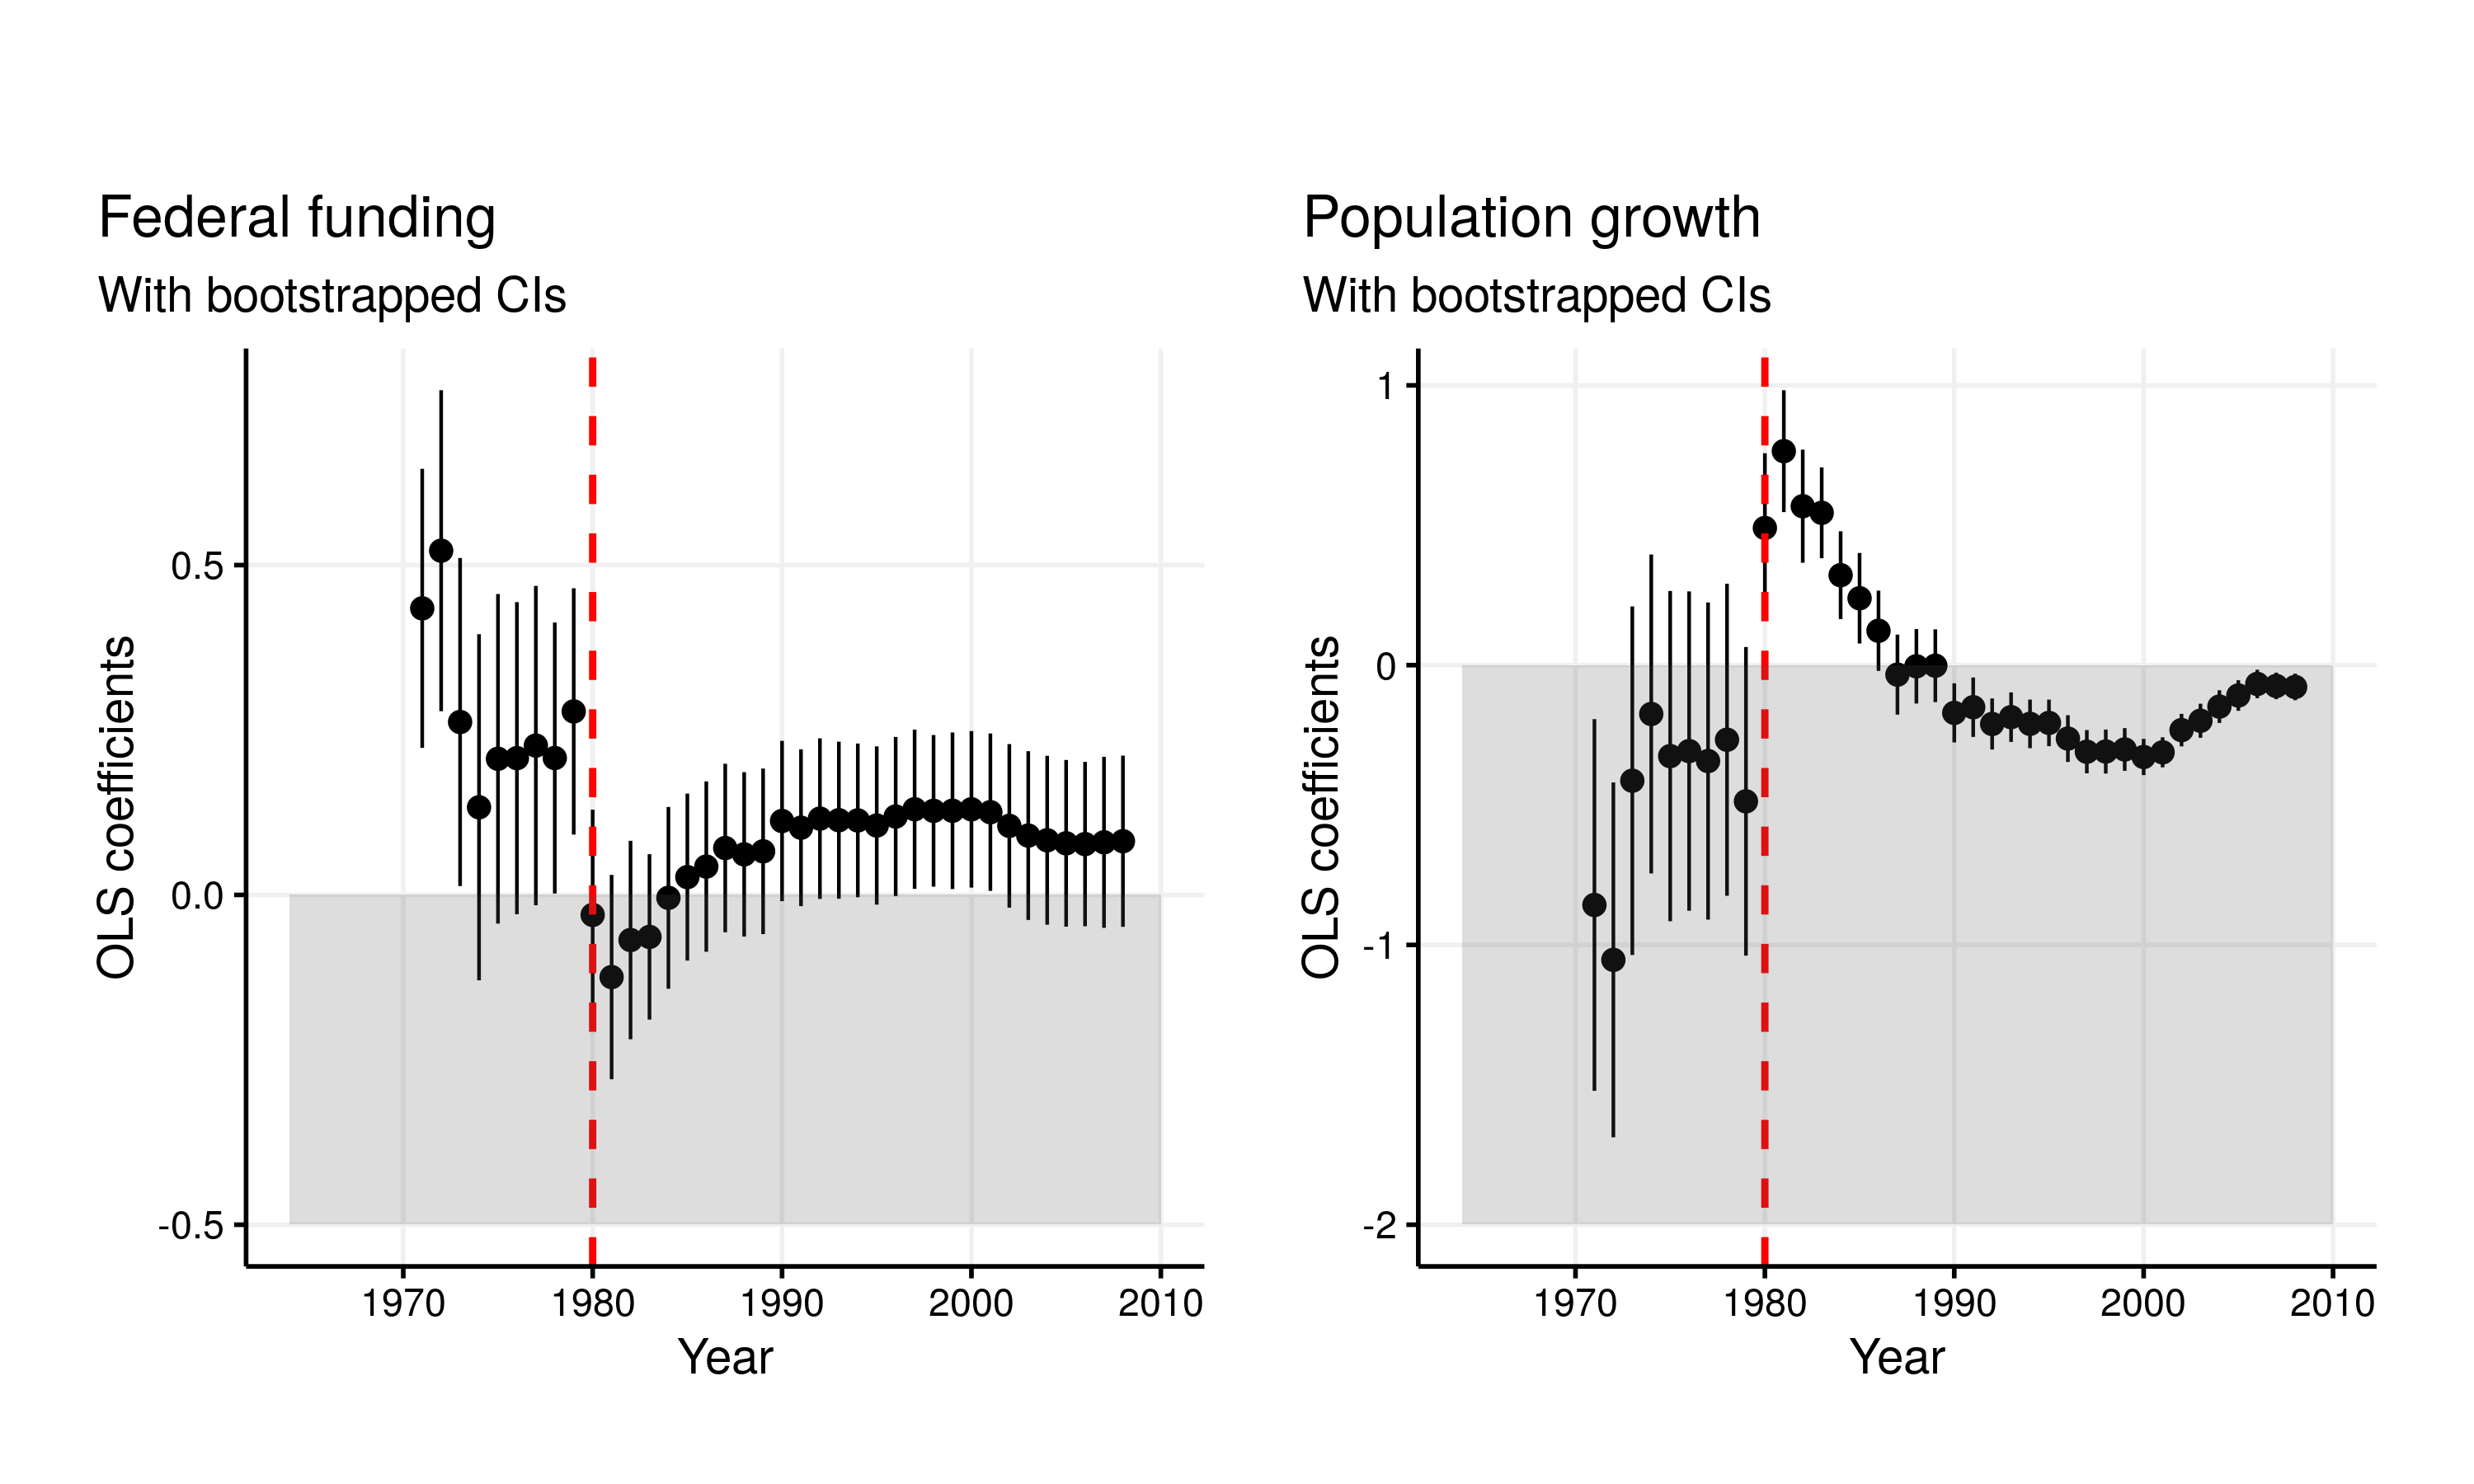 Federal funding
With bootstrapped CIs
OLS coefficients
0.5
0.0
-0.5
1970 1980 1990 2000 2010
Year
Population growth
With bootstrapped CIs
OLS coefficients
1
0
-1
-2
1970 1980 1990 2000 2010
Year